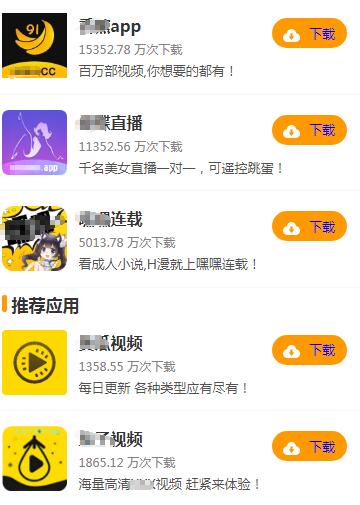 91
CC
app
15352.78 万次下载
百万部视频,你想要的都有！
下载
.app
直播
11352.56 万次下载
千名美女直播一对一，可遥控跳蛋！
下载
嘿连载
5013.78 万次下载
看成人小说,H漫就上嘿嘿连载！
下载
推荐应用
瓜视频
1358.55 万次下载
每日更新 各种类型应有尽有！
下载
子视频
1865.12 万次下载
海量高清 视频 赶紧来体验！
下载